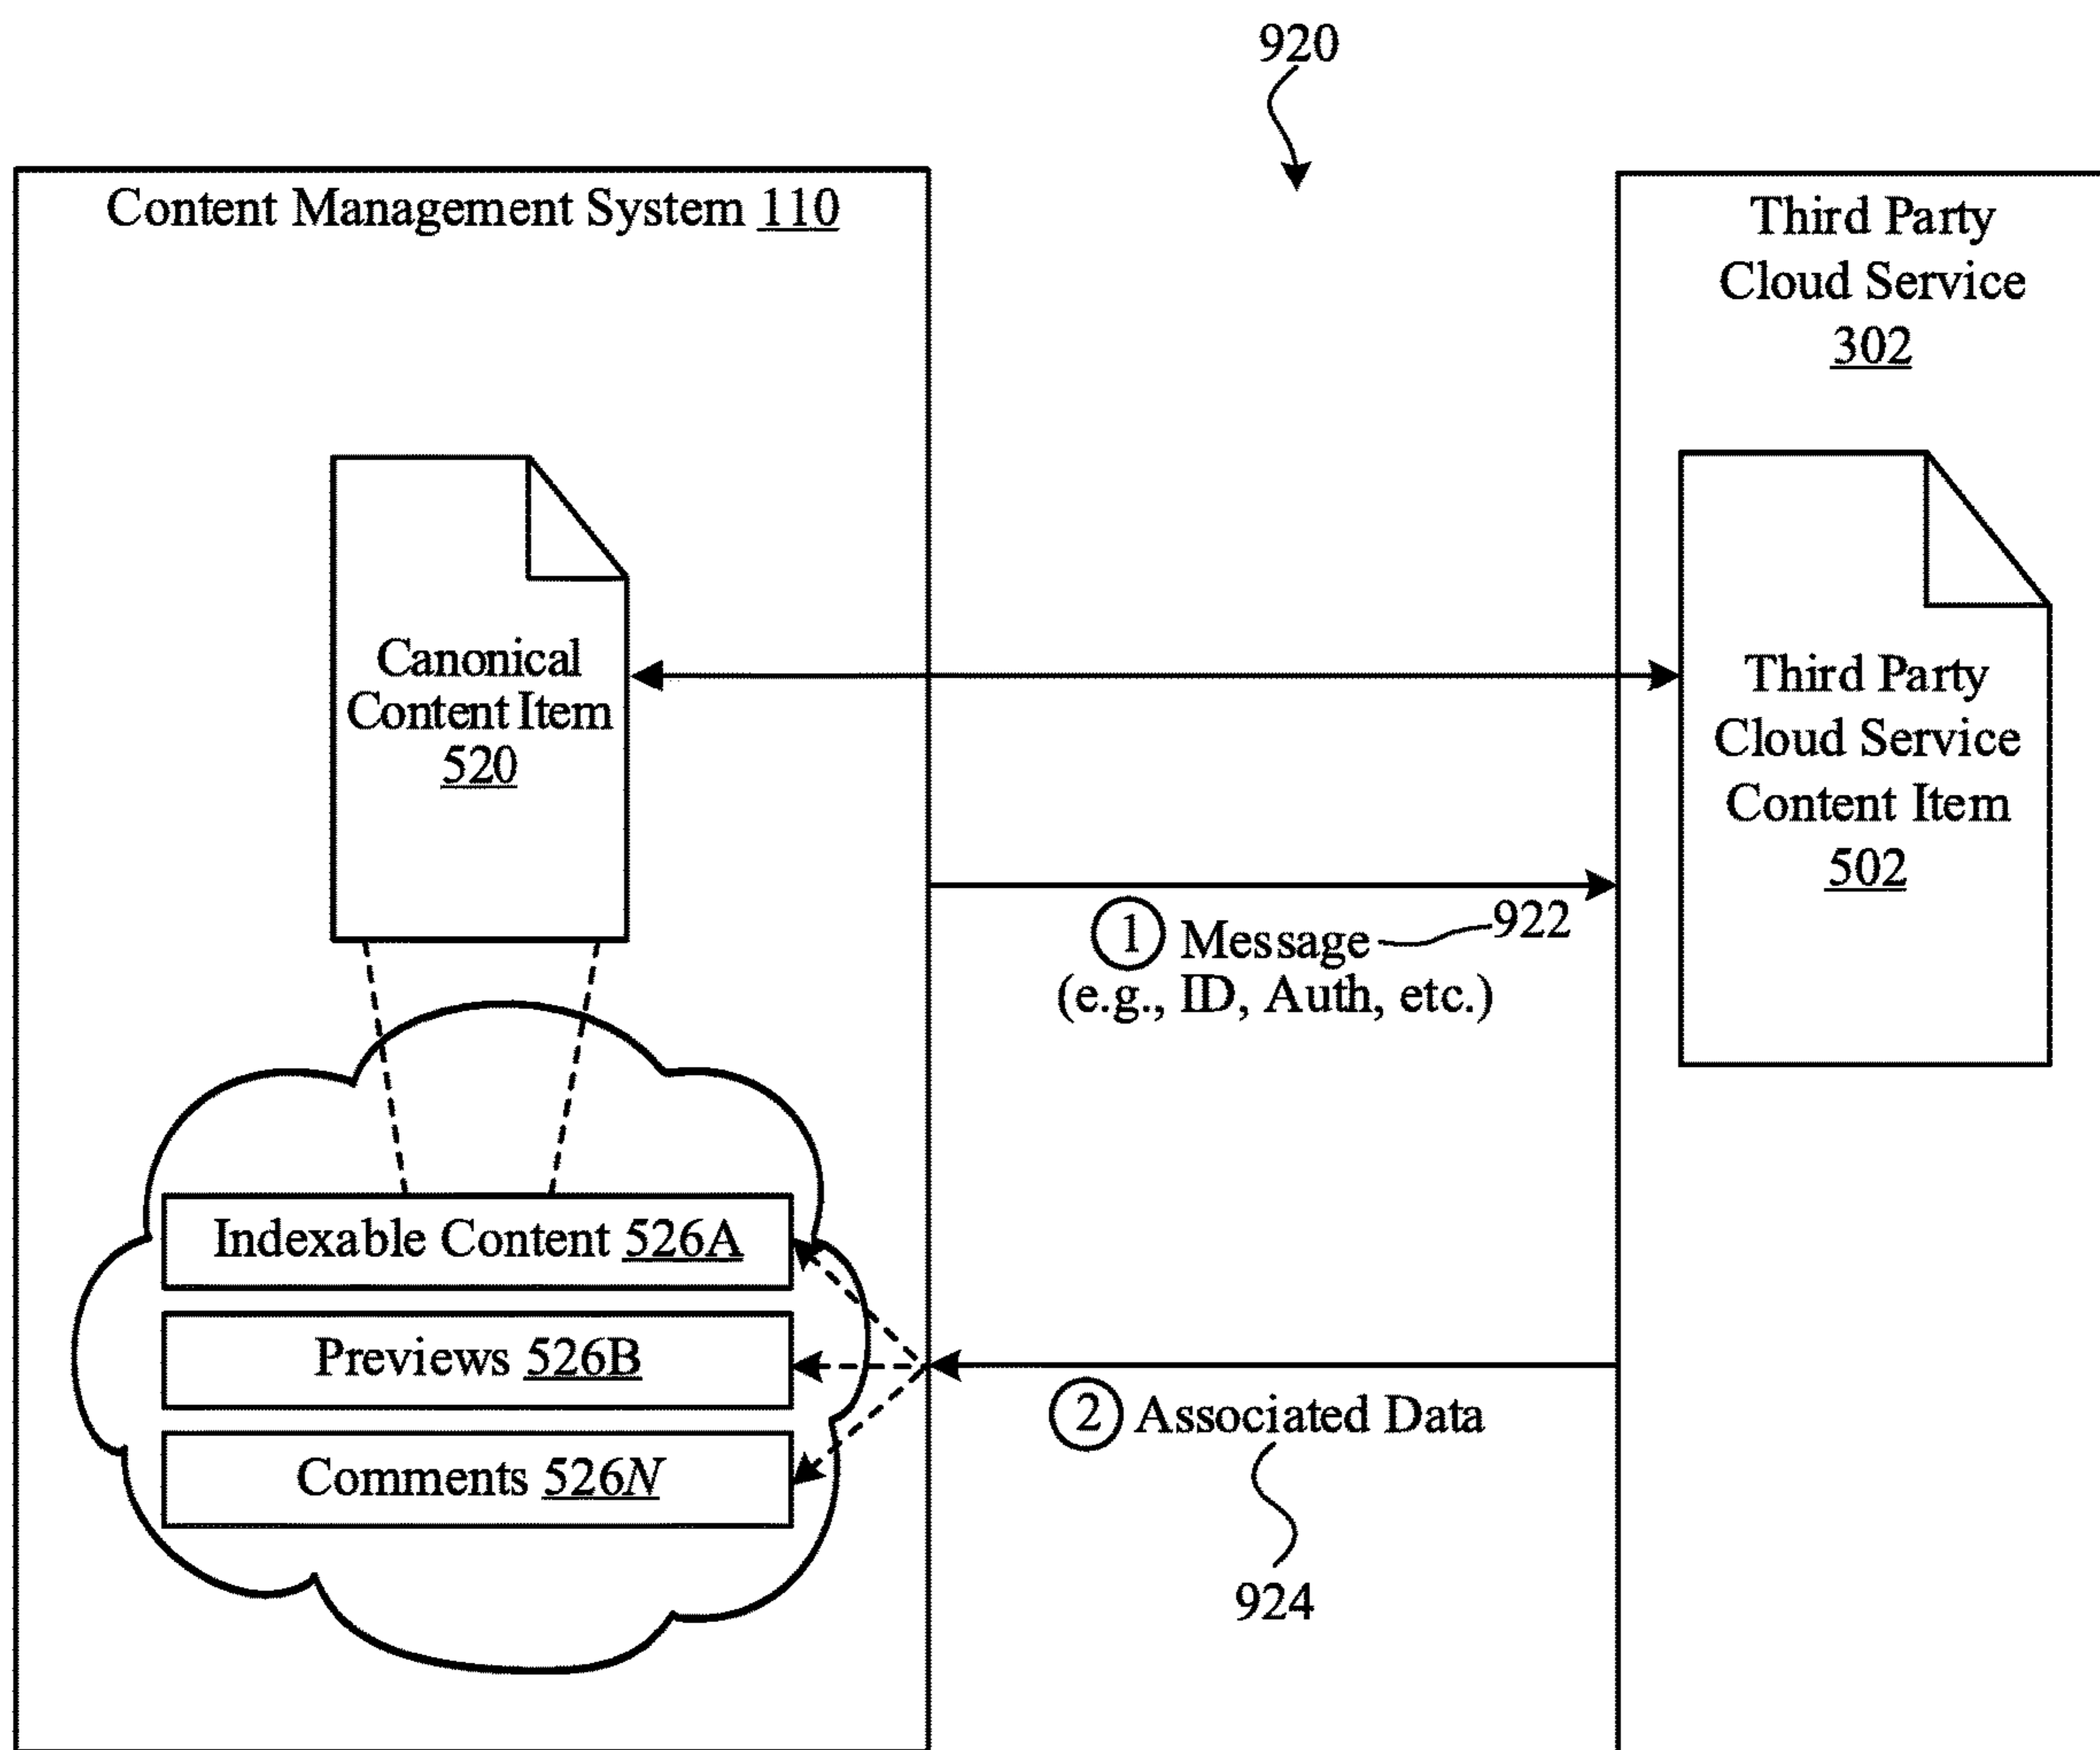 920
Content Management System 110
Third Party
Cloud Service
302
Canonical
Content Item
520
Third Party
Cloud Service
Content Item
502
1 Message 922
(e.g., ID, Auth, etc.)
Indexable Content 526A
Previews 526B
Comments 526N
2 Associated Data
924